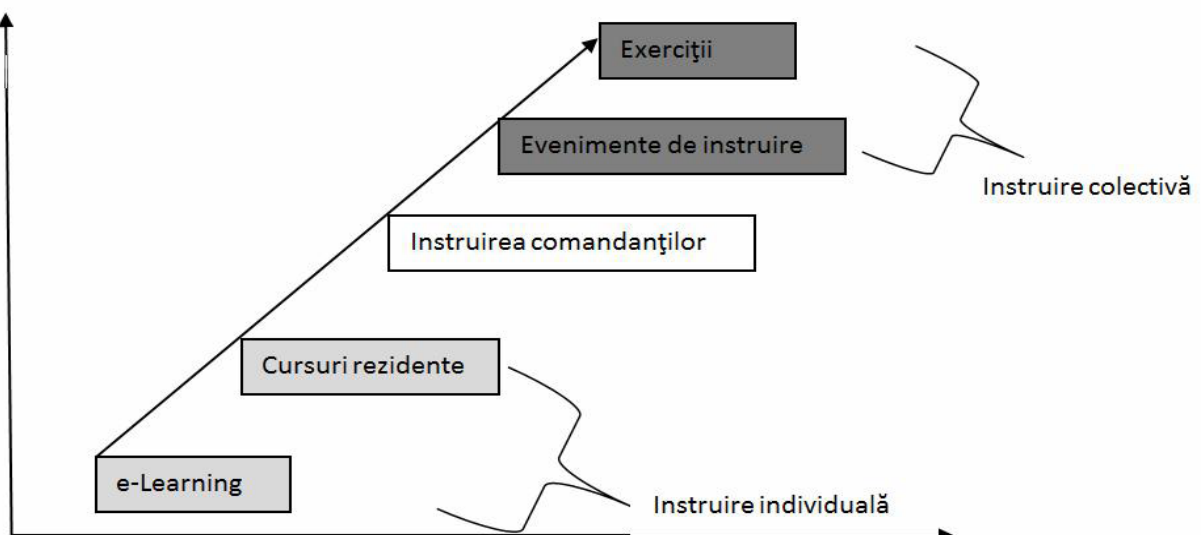 Exerciţii
Evenimente de instruire
Instruire colectivă
Instruirea comandanţilor
Cursuri rezidente
e-Learning
Instruire individuală